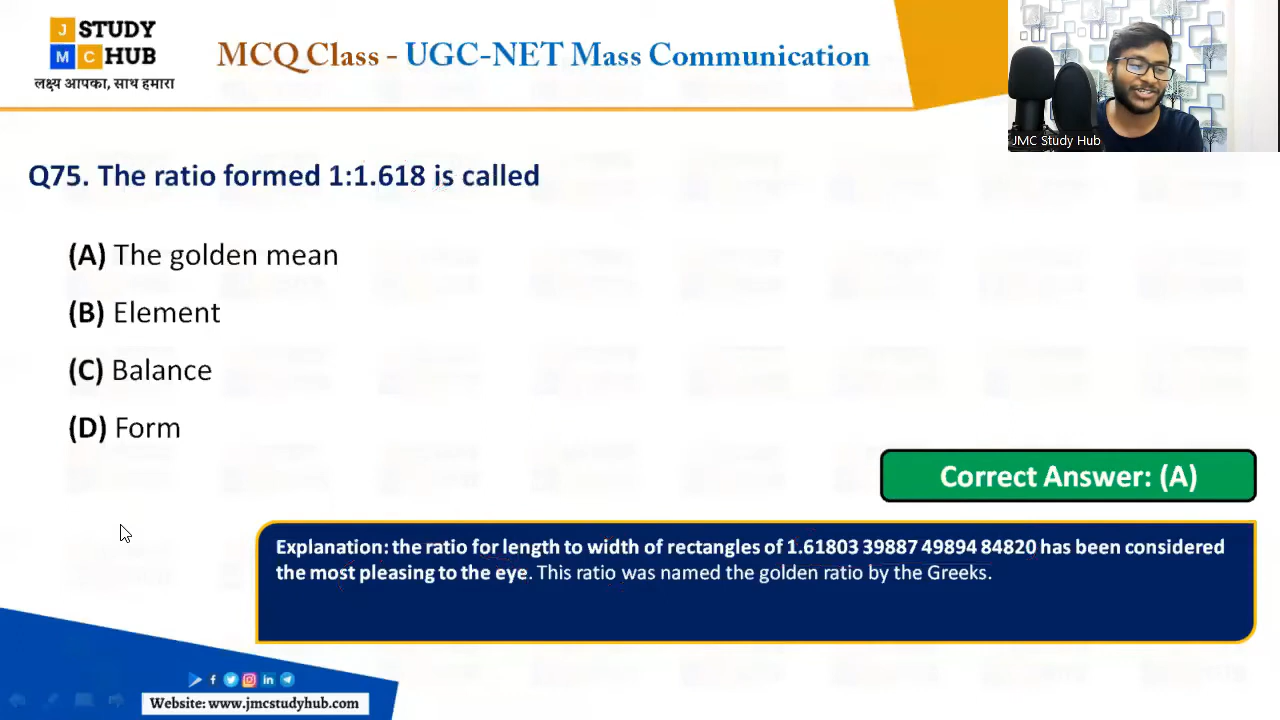 J STUDY
M C HUB
लक्ष्य आपका, साथ हमारा
MCQ Class - UGC-NET Mass Communication
JMC Study Hub
Q75. The ratio formed 1:1.618 is called
(A) The golden mean
(B) Element
(C) Balance
(D) Form
Correct Answer: (A)
Explanation: the ratio for length to width of rectangles of 1.61803 39887 49894 84820 has been considered
the most pleasing to the eye. This ratio was named the golden ratio by the Greeks.
Website: www.jmcstudyhub.com